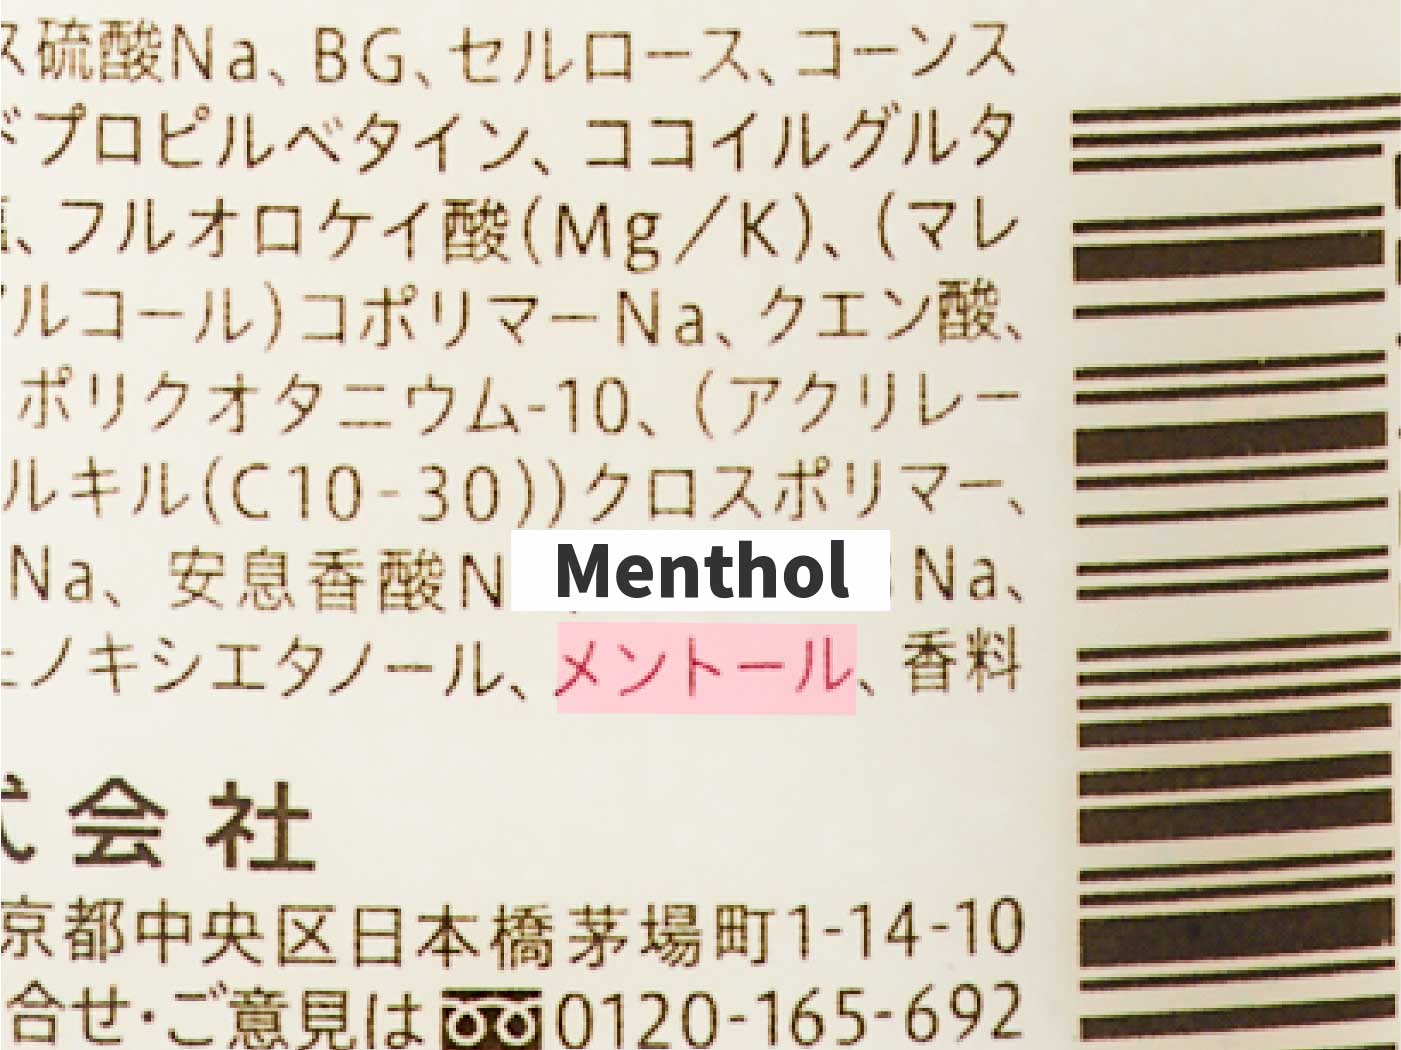 ス硫酸Na、BG、セルロース、コーンス
ドプロピルベタイン、ココイルグルタ
、フルオロケイ酸(Mg/K)、(マレ
ルコール)コポリマーNa、クエン酸、
ポリクオタニウム-10、(アクリレー
ルキル(C10-30))クロスポリマー、
Na、安息香酸N
Menthol
Na、
ノキシエタノール、メントール、香料
式会社
京都中央区日本橋茅場町1-14-10
合せ・ご意見は 0120-165-692